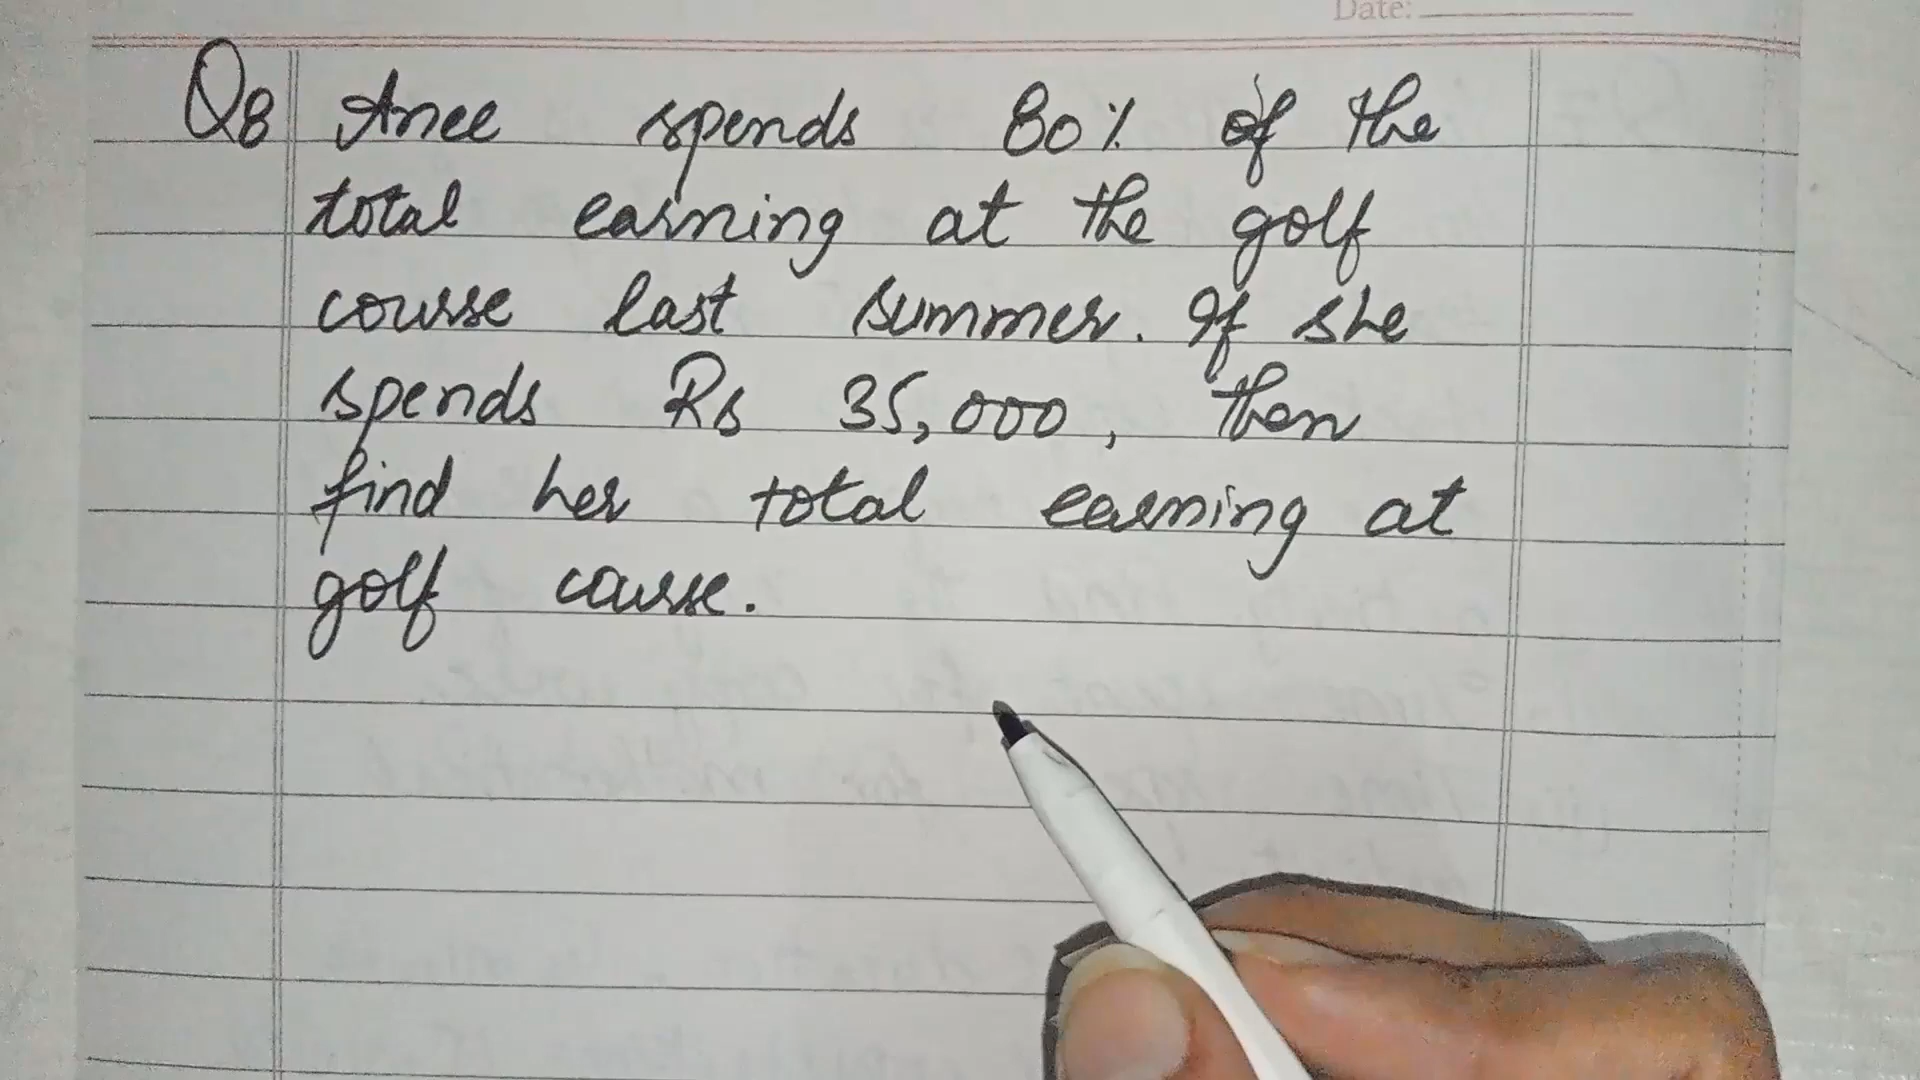 Date:
Q8 Anee spends 80% of the
total earning at the golf
course last summer. If she
spends Rs 35,000, then
find her total earning at
golf course.